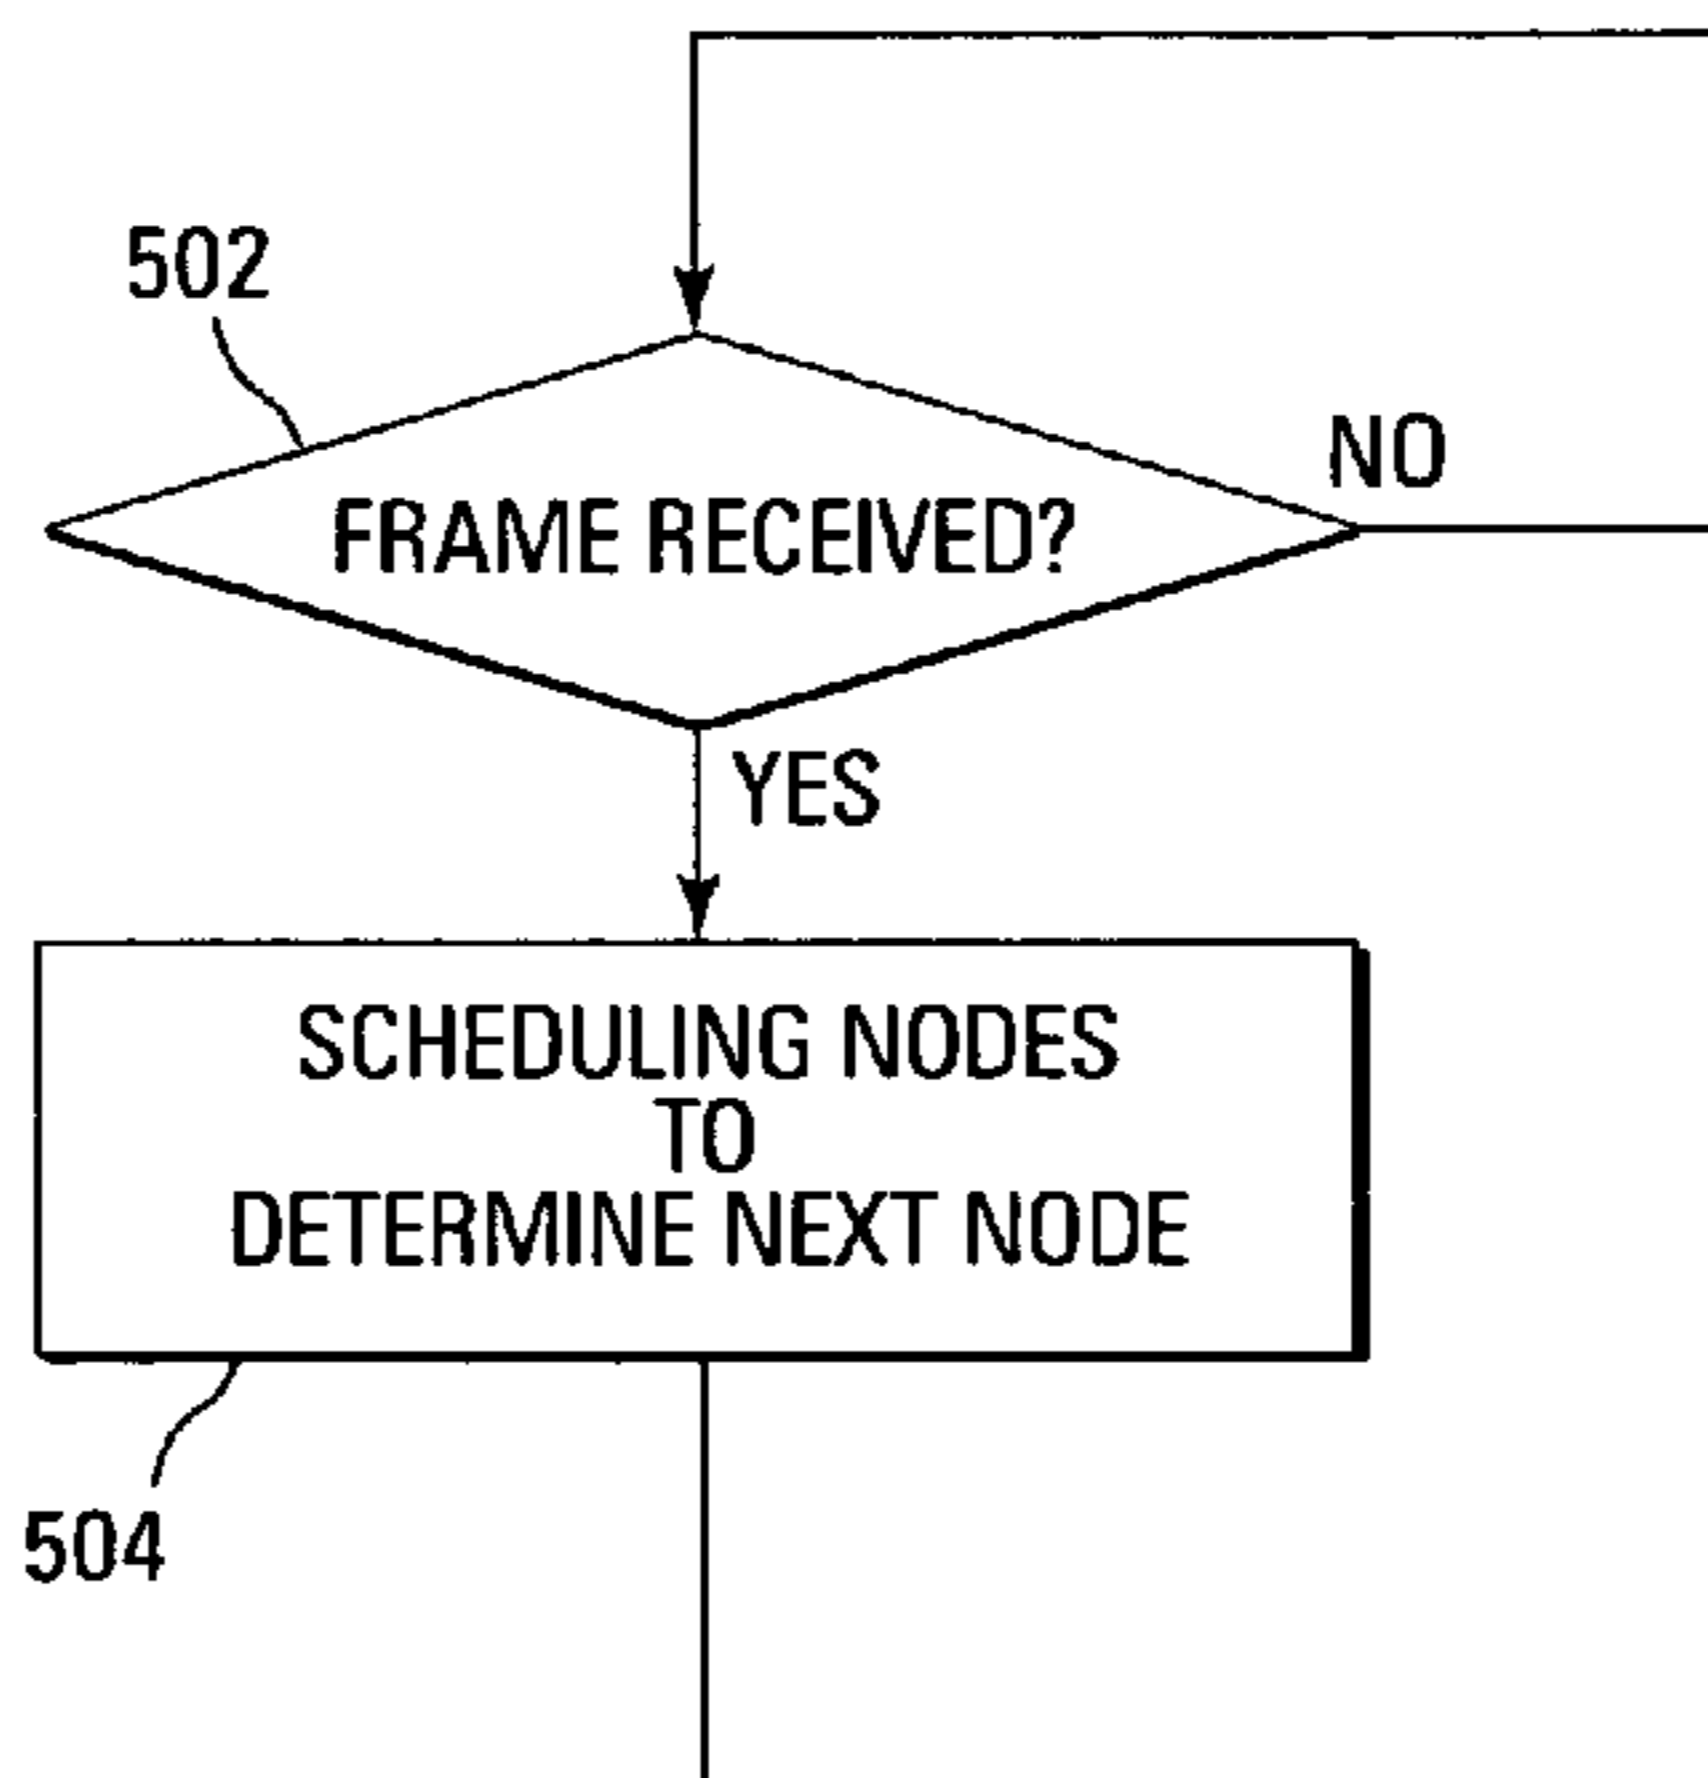 502
FRAME RECEIVED?
NO
YES
SCHEDULING NODES
TO
DETERMINE NEXT NODE
504